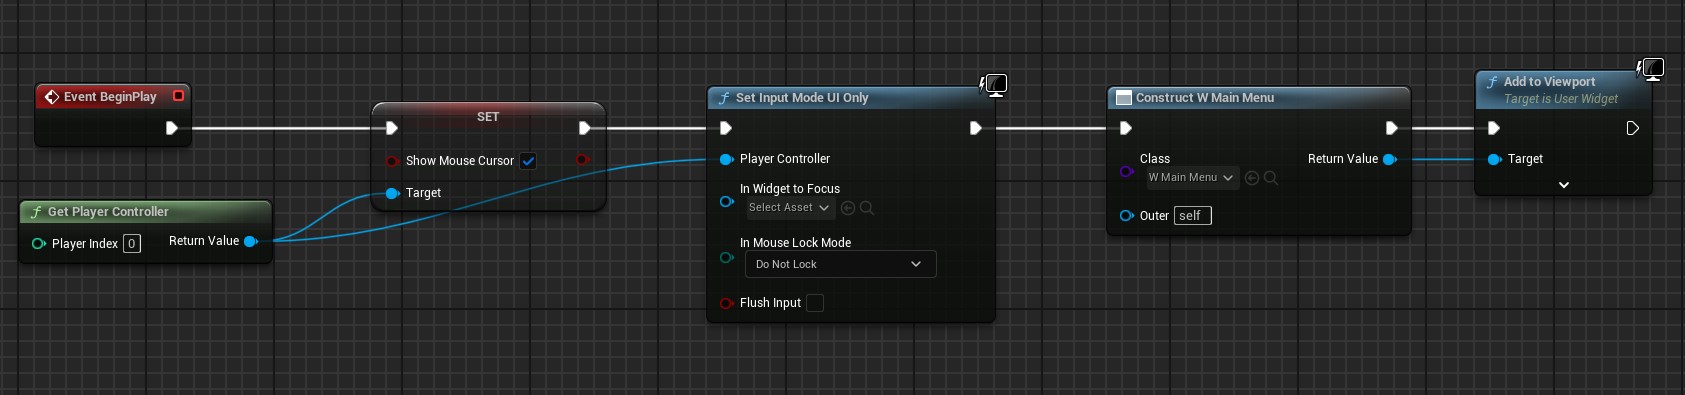 Event BeginPlay
Get Player Controller
Player Index 0 Return Value
SET
Show Mouse Cursor
Target
Set Input Mode UI Only
Player Controller
In Widget to Focus
Select Asset
In Mouse Lock Mode
Do Not Lock
Flush Input
Construct W Main Menu
Class
W Main Menu
Return Value
Outer self
Add to Viewport
Target is User Widget
Target